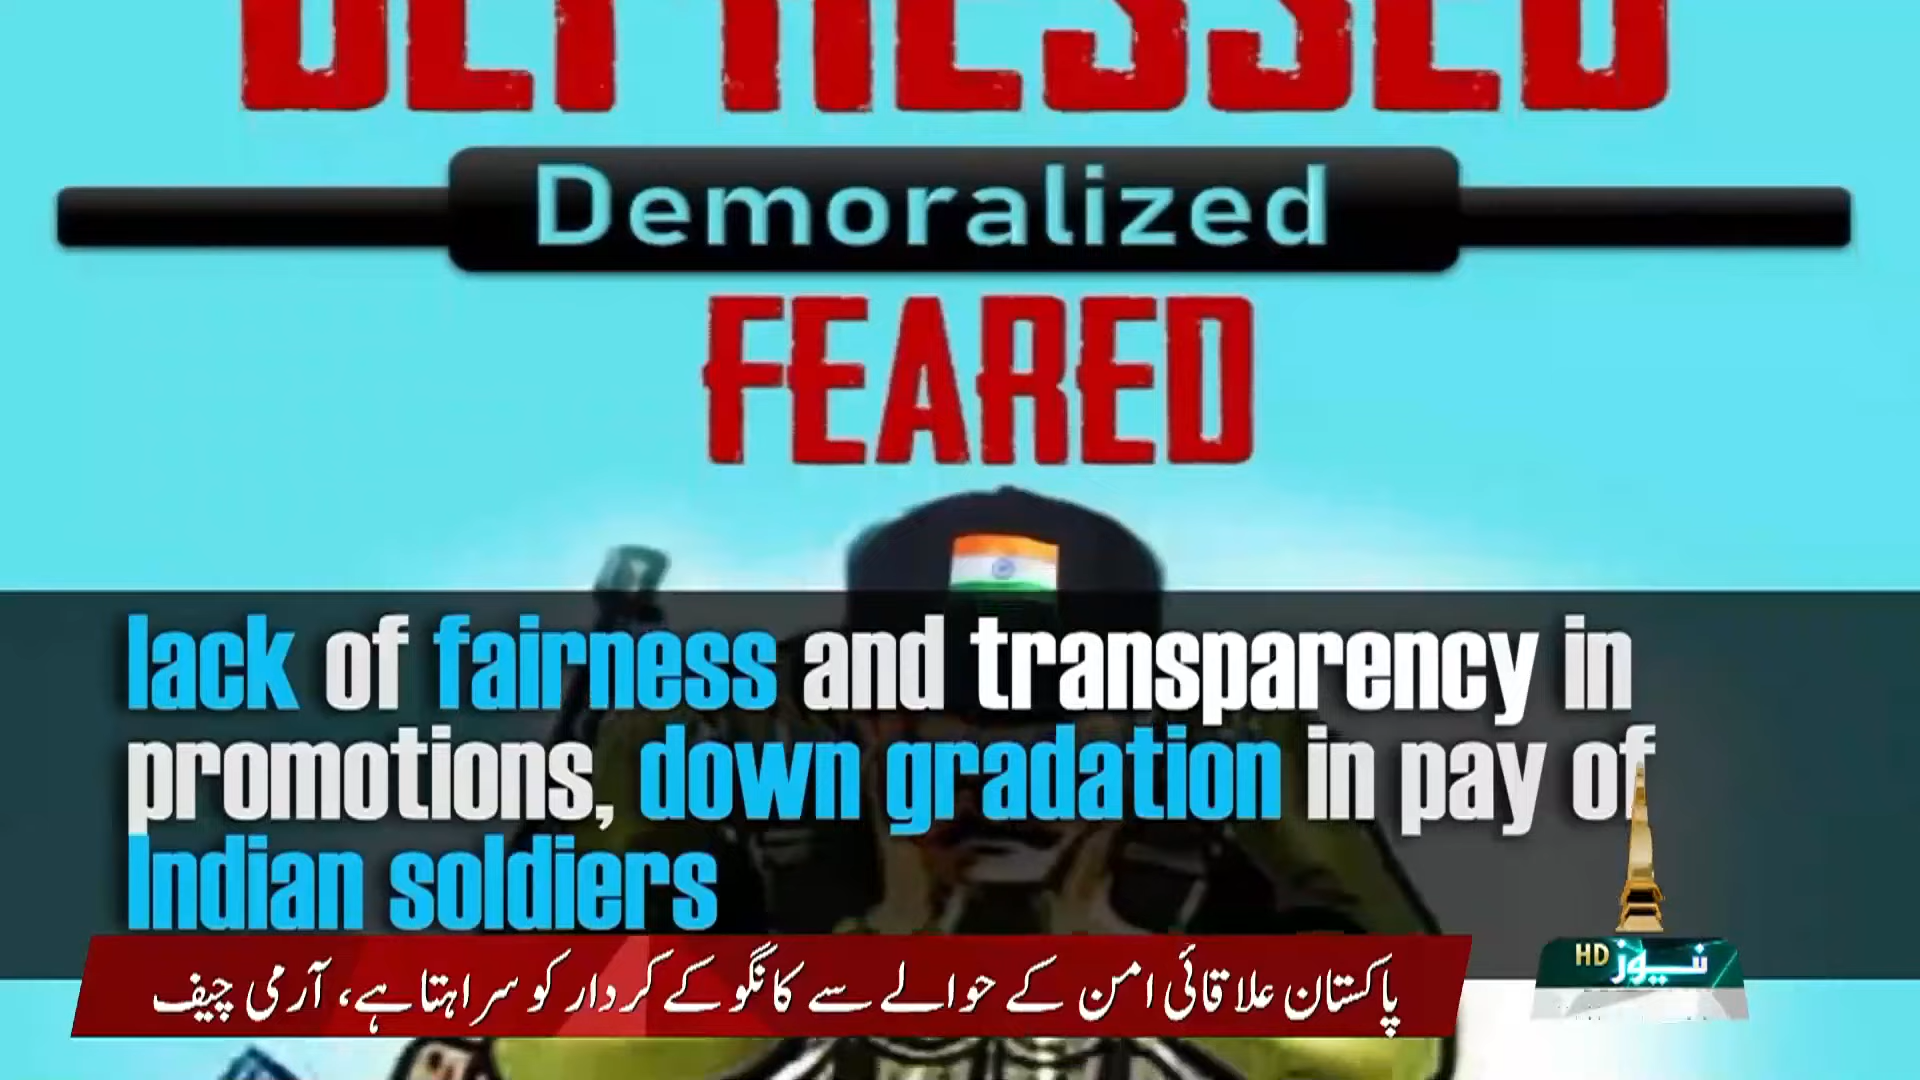 DEPRESSED
Demoralized
FEARED
lack of fairness and transparency in
promotions, down gradation in pay of
Indian soldiers
پاکستان علاقائی امن کے حوالے سے کانگو کے کردار کو سراہتا ہے، آرمی چیف
HD نیوز